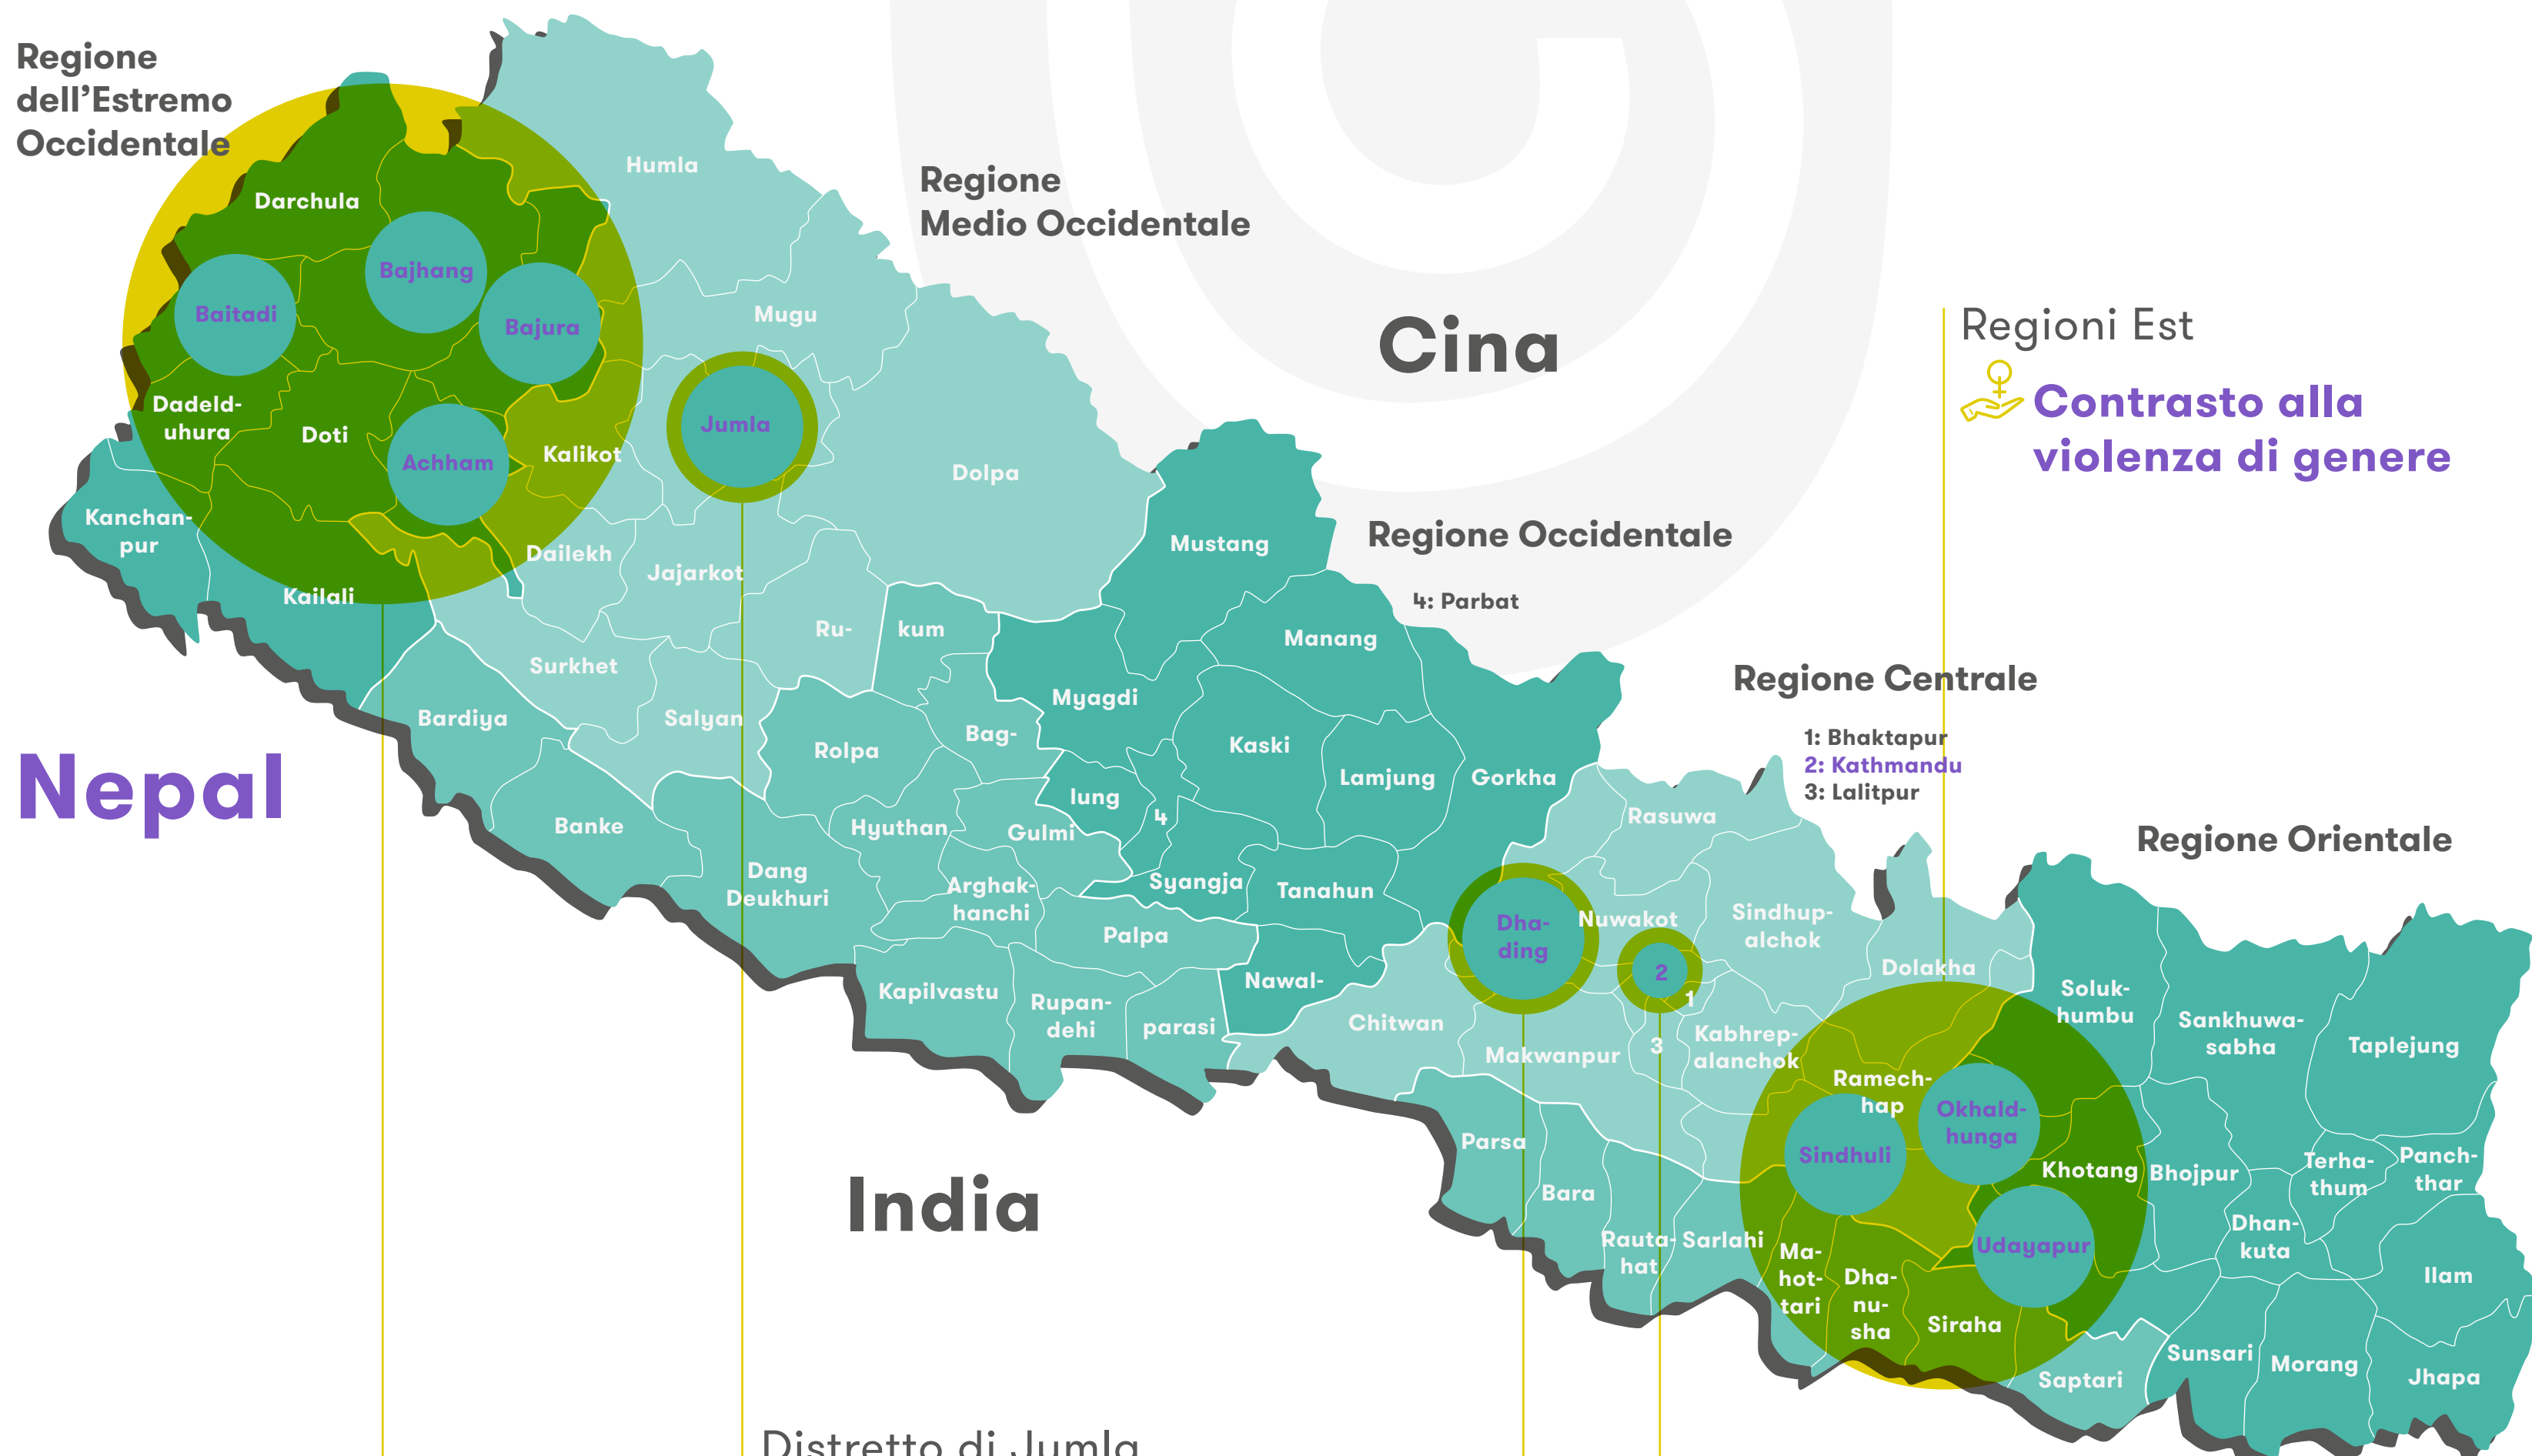 Regione
dell'Estremo
Occidentale
Humla
Regione
Medio Occidentale
Darchula
Bajhang
Baitadi
Bajura
Mugu
Cina
Regioni Est
Contrasto alla
violenza di genere
Dadeld-
uhura
Doti
Achham
Kalikot
Jumla
Dolpa
Kanchan-
pur
Kailali
Dailekh
Jajarkot
Mustang
Regione Occidentale
4: Parbat
Ru-
kum
Manang
Surkhet
Salyan
Bardiya
Myagdi
Rolpa
Bag-
lung
Kaski
Lamjung
Gorkha
Regione Centrale
1: Bhaktapur
2: Kathmandu
3: Lalitpur
Nepal
Banke
Hyuthan
Gulmi
4
Rasuwa
Regione Orientale
Dang
Deukhuri
Arghak-
hanchi
Syangja
Tanahun
Palpa
Dha-
ding
Nuwakot
Sindhup-
alchok
Dolakha
Kapilvastu
Rupan-
dehi
Nawal-
parasi
2
1
3
Chitwan
Makwanpur
Kabhrep-
alanchok
Soluk-
humbu
Sankhuwa-
sabha
Taplejung
Ramech-
hap
Okhald-
hunga
Sindhuli
Khotang
Bhojpur
Terha-
thum
Panch-
thar
India
Parsa
Bara
Rauta-
hat
Sarlahi
Ma-
hot-
tari
Dha-
nu-
sha
Siraha
Udayapur
Dhan-
kuta
Ilam
Saptari
Sunsari
Morang
Jhapa
Distretto di Jumla